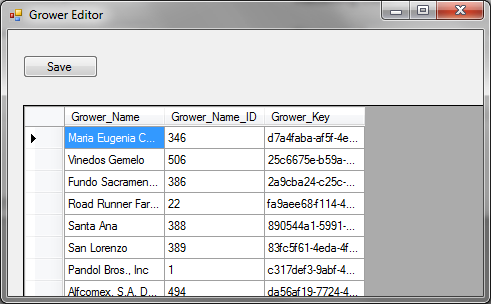 Grower Editor
Save
Grower_Name Grower_Name_ID Grower_Key
Maria Eugenia C... 346 d7a4faba-af5f-4e...
Vinedos Gemelo 506 25c6675e-b59a-...
Fundo Sacramen... 386 2a9cba24-c25c-...
Road Runner Far... 22 fa9aee68-f114-4...
Santa Ana 388 890544a1-5991-...
San Lorenzo 389 83fc5f61-4eda-4f...
Pandol Bros., Inc 1 c317def3-9abf-4...
Alfcomex, S.A. D... 494 da56af19-7724-4...